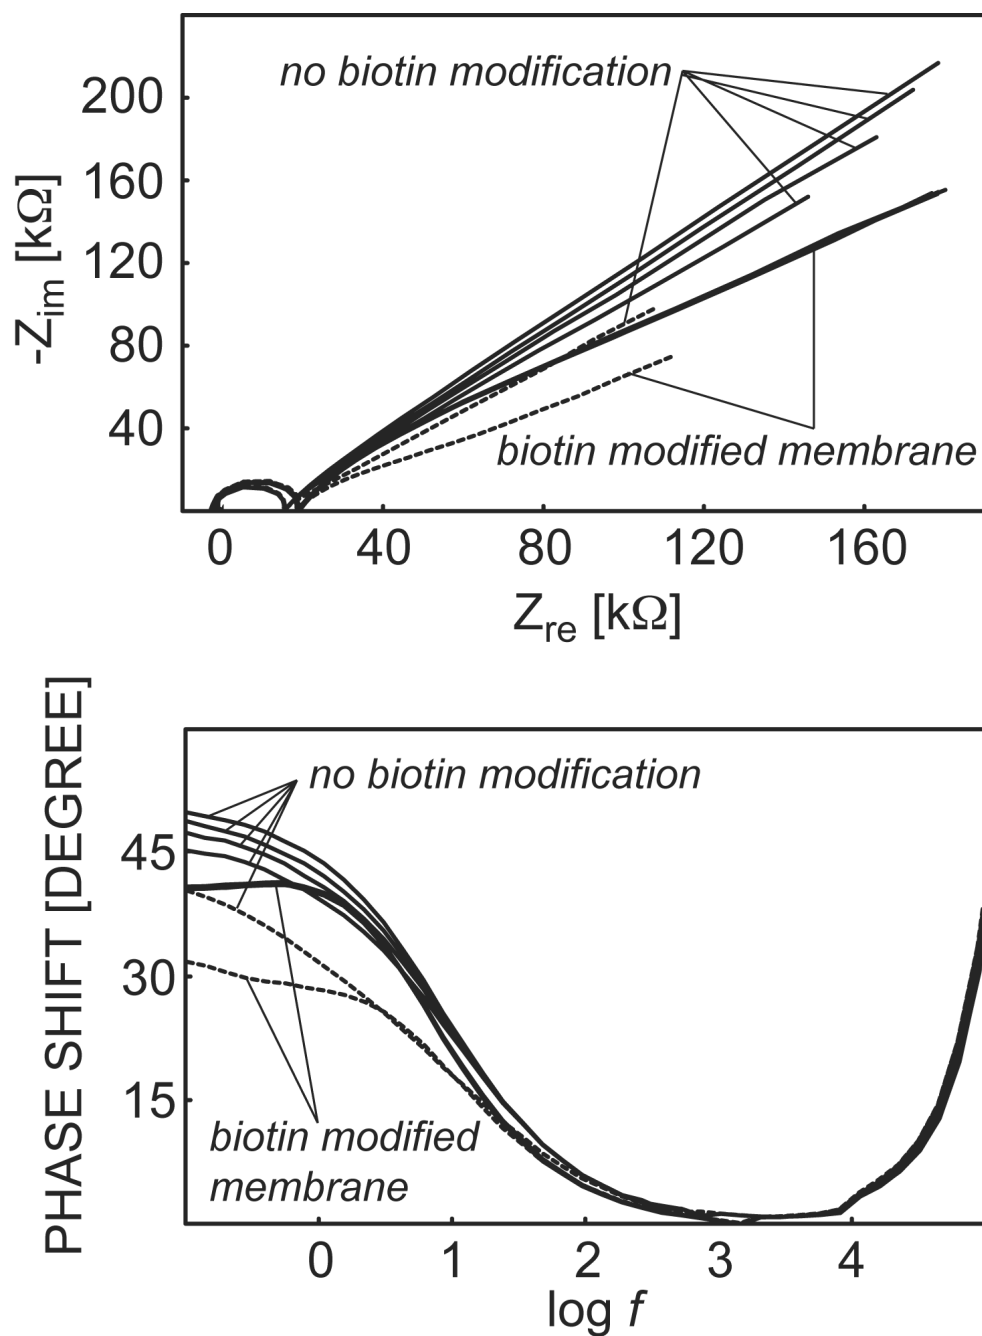 no biotin modification
200
160
120
80
40
-Zim [kΩ]
biotin modified membrane
0
40
80
120
160
Zre [kΩ]
PHASE SHIFT [DEGREE]
no biotin modification
45
30
15
biotin modified
membrane
0
1
2
3
4
log f